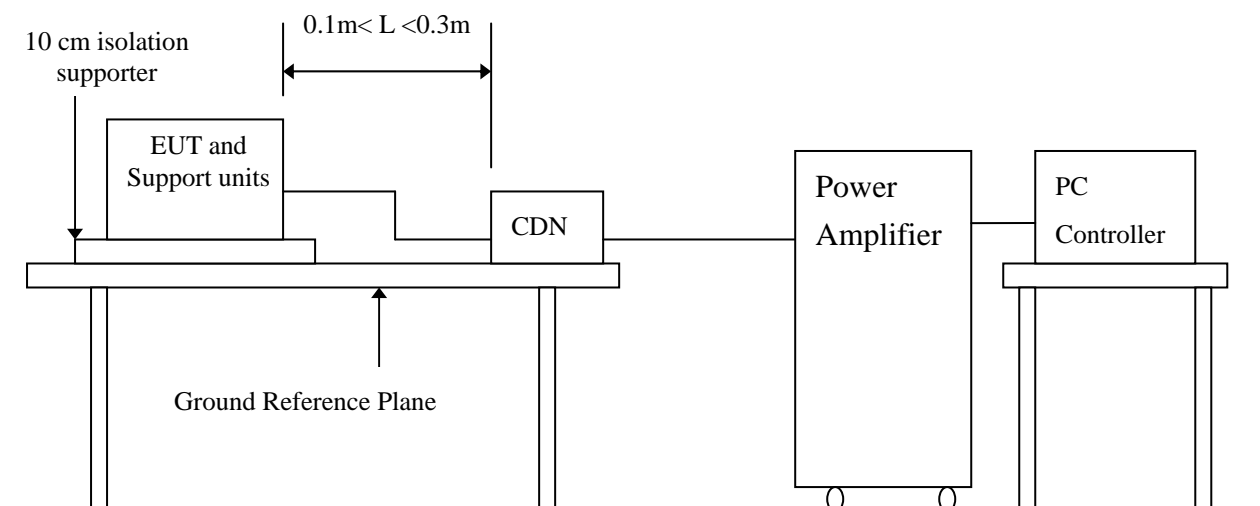 0.1m< L <0.3m
10 cm isolation
supporter
EUT and
Support units
CDN
Power
Amplifier
PC
Controller
Ground Reference Plane